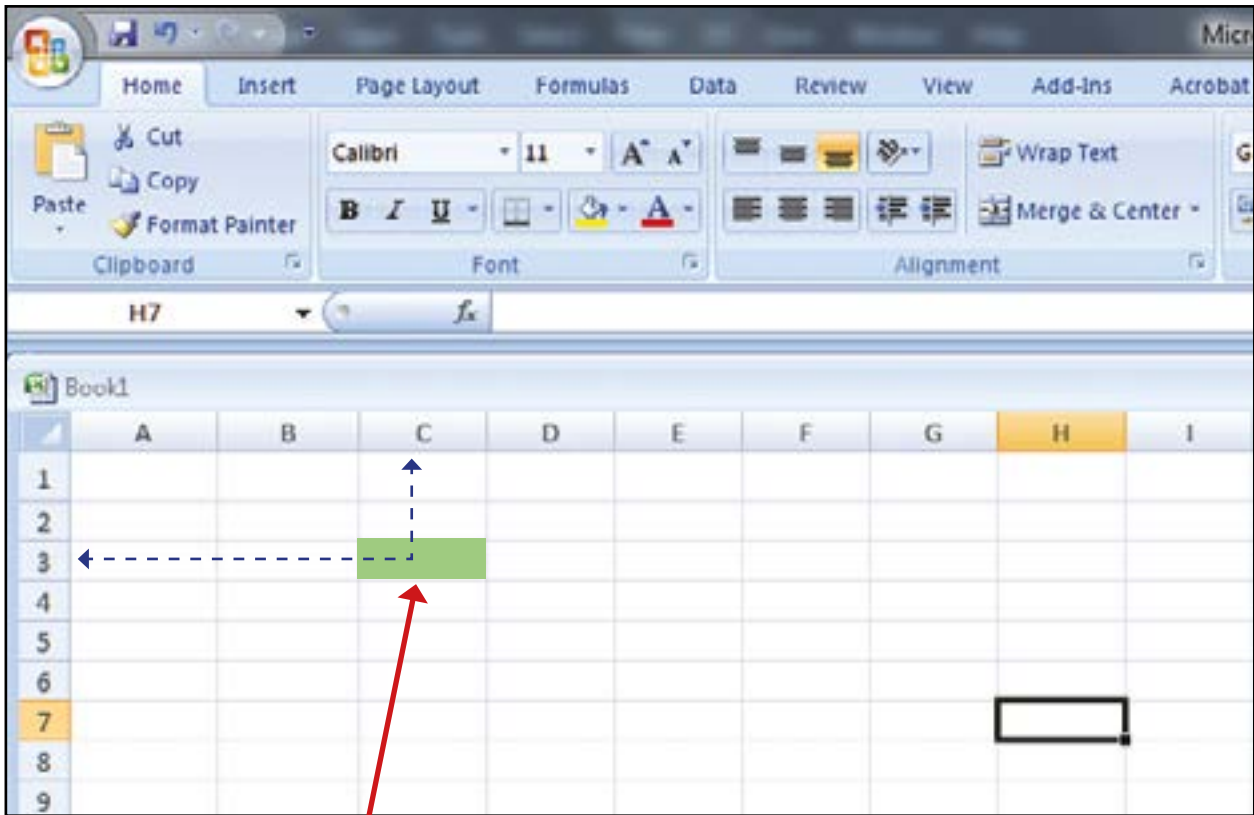 Micr
Home Insert Page Layout Formulas Data Review View Add-Ins Acrobat
Cut
Copy
Paste
Format Painter
Calibri 11 A A
B I U A
Wrap Text
Merge & Center
G
Clipboard Font Alignment
H7 fx
Book1
A B C D E F G H I
1
2
3
4
5
6
7
8
9